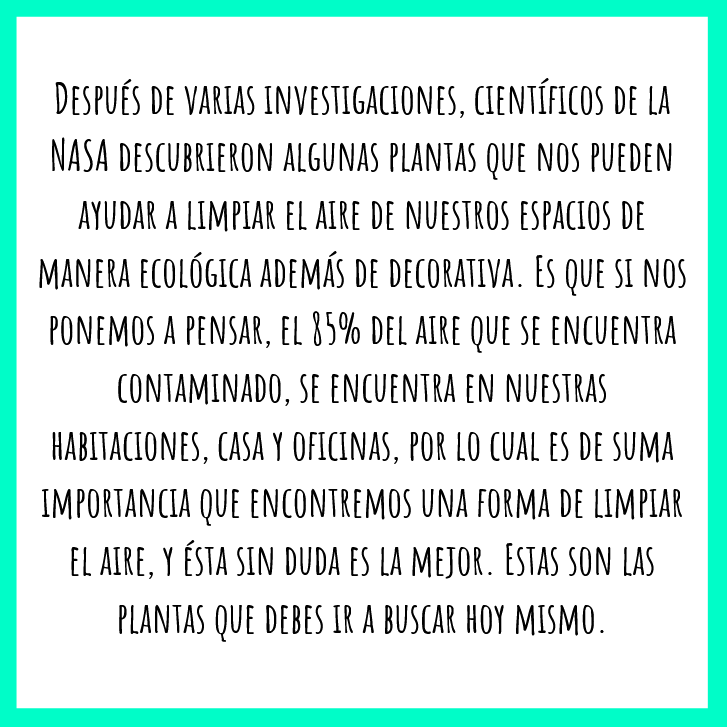 Después de varias investigaciones, científicos de la
NASA descubrieron algunas plantas que nos pueden
ayudar a limpiar el aire de nuestros espacios de
manera ecológica además de decorativa. Es que si nos
ponemos a pensar, el 85% del aire que se encuentra
contaminado, se encuentra en nuestras
habitaciones, casa y oficinas, por lo cual es de suma
importancia que encontremos una forma de limpiar
el aire, y ésta sin duda es la mejor. Estas son las
plantas que debes ir a buscar hoy mismo.